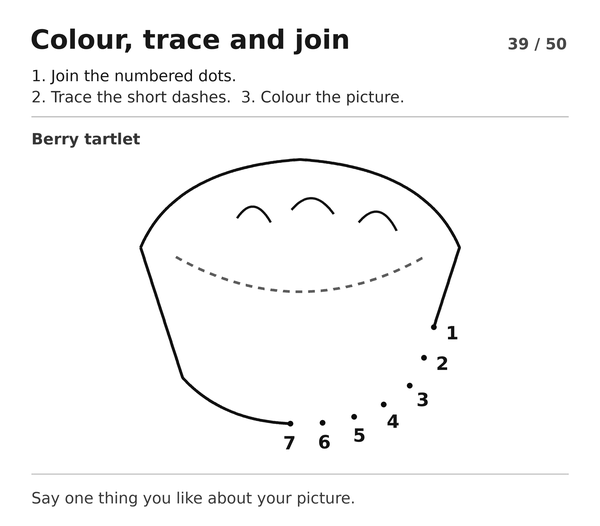 Colour, trace and join
39 / 50
1. Join the numbered dots.
2. Trace the short dashes.  3. Colour the picture.
Berry tartlet
1
2
3
4
5
6
7
Say one thing you like about your picture.